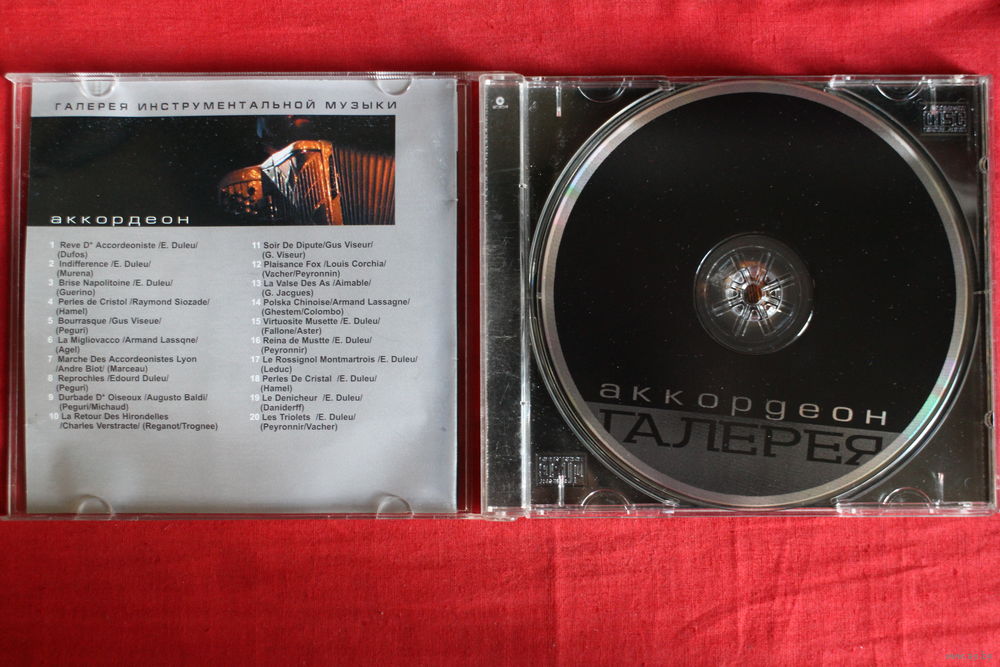 ГАЛЕРЕЯ ИНСТРУМЕНТАЛЬНОЙ МУЗЫКИ
аккордеон
1 Reve D* Accordeoniste /E. Duleu/
(Dufos)
2 Indifference /E. Duleu/
(Murena)
3 Brise Napolitoine /E. Duleu/
(Guerino)
4 Perles de Cristol /Raymond Siozade/
(Hamel)
5 Bourrasque /Gus Viseue/
(Peguri)
6 La Migliovacco /Armand Lassqne/
(Agel)
7 Marche Des Accordeonistes Lyon
/Andre Blot/ (Marceau)
8 Reprochles /Edourd Duleu/
(Peguri)
9 Durbade D* Oiseoux /Augusto Baldi/
(Peguri/Michaud)
10 La Retour Des Hirondelles
/Charles Verstracte/ (Reganot/Trognee)
11 Soir De Dipute/Gus Viseur/
(G. Viseur)
12 Plaisance Fox /Louis Corchia/
(Vacher/Peyronnin)
13 La Valse Des As /Aimable/
(G. Jacques)
14 Polska Chinoise/Armand Lassagne/
(Ghestem/Colombo)
15 Virtuosite Musette /E. Duleu/
(Fallone/Aster)
16 Reina de Mustte /E. Duleu/
(Peyronnir)
17 Le Rossignol Montmartrois /E. Duleu/
(Leduc)
18 Perles De Cristal /E. Duleu/
(Hamel)
19 Le Denicheur /E. Duleu/
(Daniderff)
20 Les Triolets /E. Duleu/
(Peyronnir/Vacher)
аккордеон
ГАЛЕРЕЯ